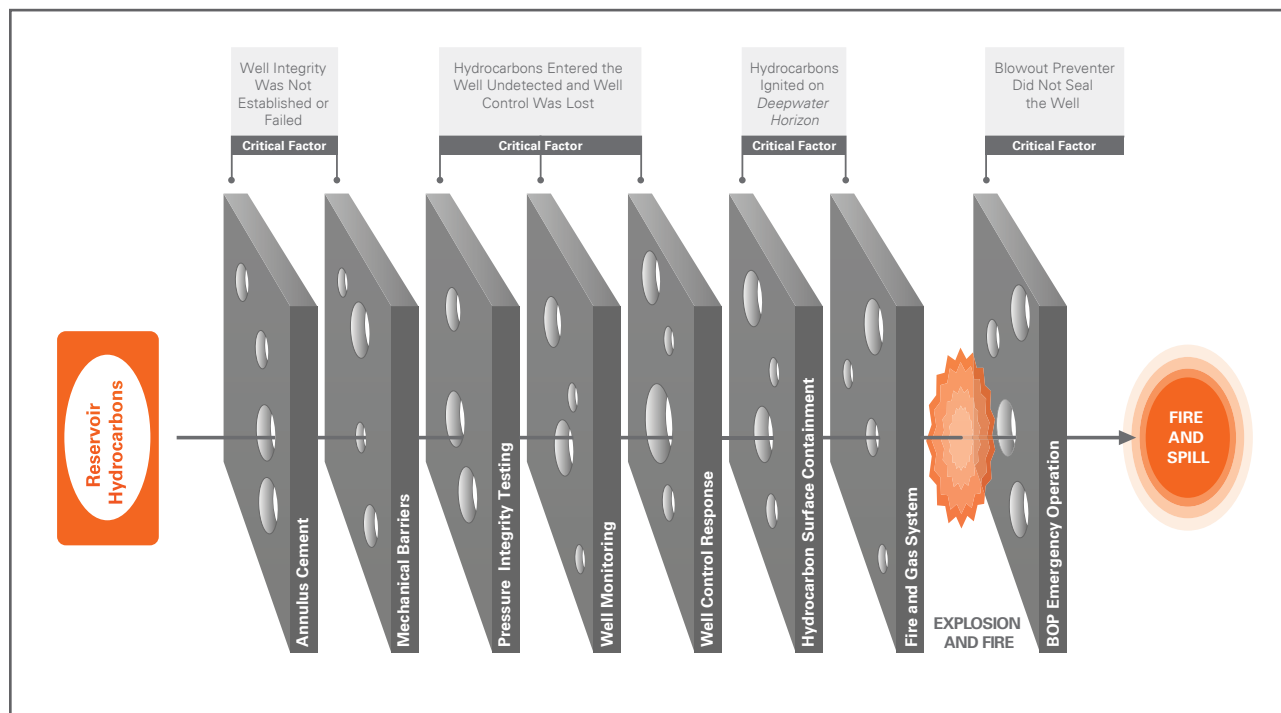 Well Integrity
Was Not
Established or
Failed
Critical Factor
Hydrocarbons Entered the
Well Undetected and Well
Control Was Lost
Critical Factor
Hydrocarbons
Ignited on
Deepwater
Horizon
Critical Factor
Blowout Preventer
Did Not Seal
the Well
Critical Factor
Reservoir
Hydrocarbons
Annulus Cement
Mechanical Barriers
Pressure Integrity Testing
Well Monitoring
Well Control Response
Hydrocarbon Surface Containment
Fire and Gas System
EXPLOSION
AND FIRE
BOP Emergency Operation
FIRE
AND
SPILL